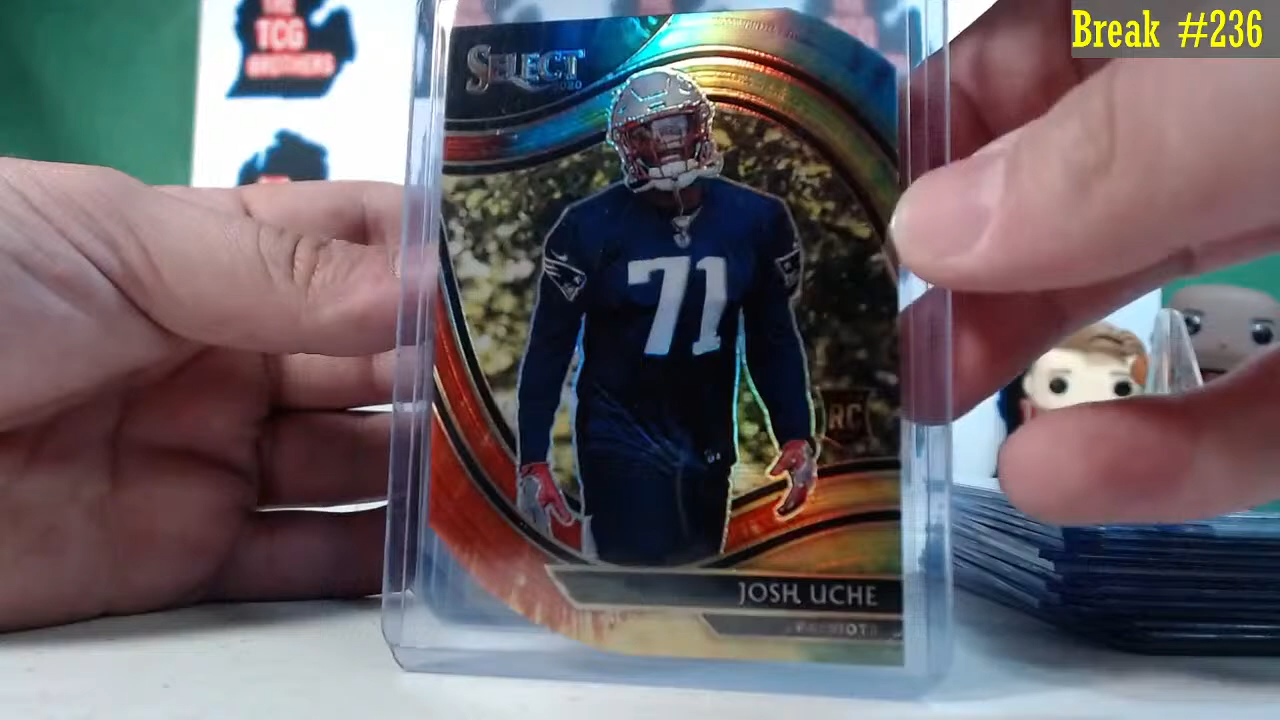 Break #236
THE
TCG
BROTHERS
SELECT
2020
71
RC
JOSH UCHE
PATRIOTS